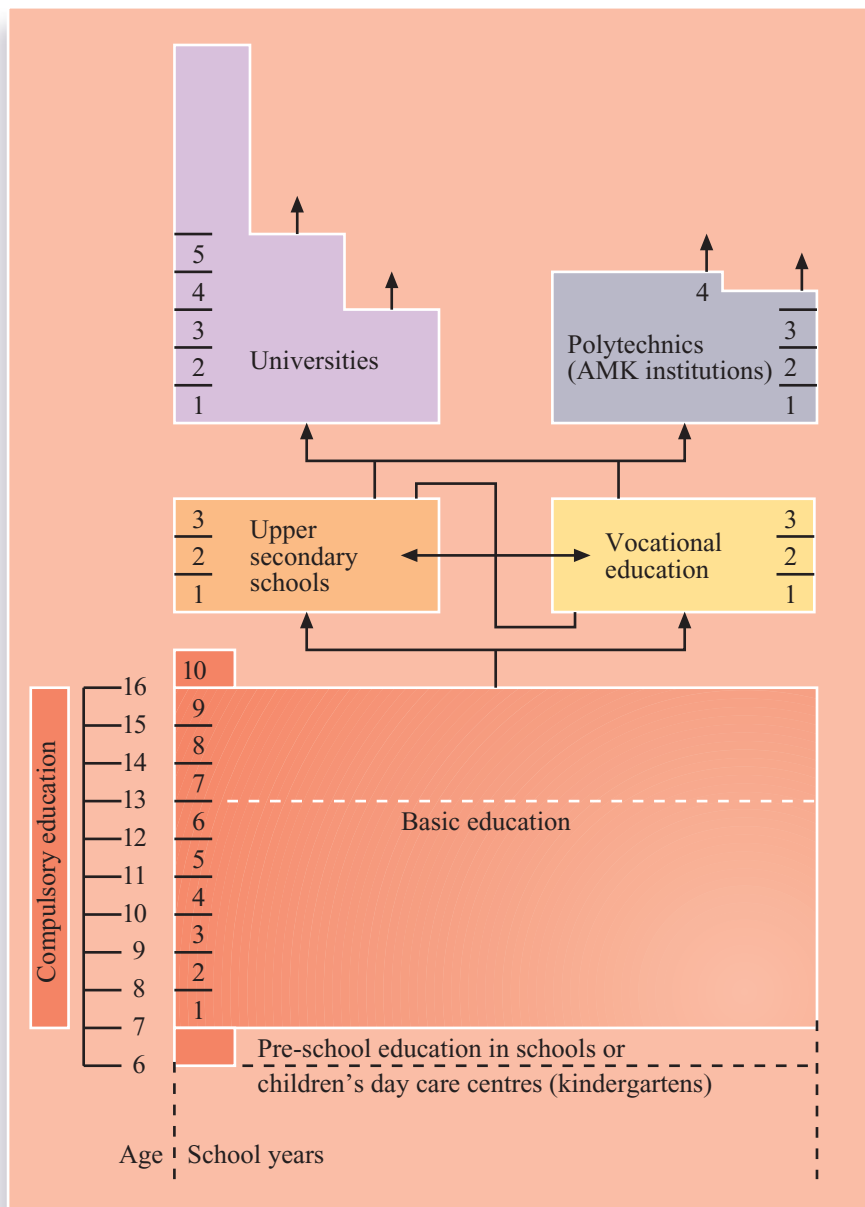 5
4
3
2
1
Universities
4
3
2
1
Polytechnics
(AMK institutions)
3
2
1
Upper
secondary
schools
Vocational
education
3
2
1
Compulsory education
16
15
14
13
12
11
10
9
8
7
6
10
9
8
7
6
5
4
3
2
1
Basic education
Pre-school education in schools or
children’s day care centres (kindergartens)
Age
School years